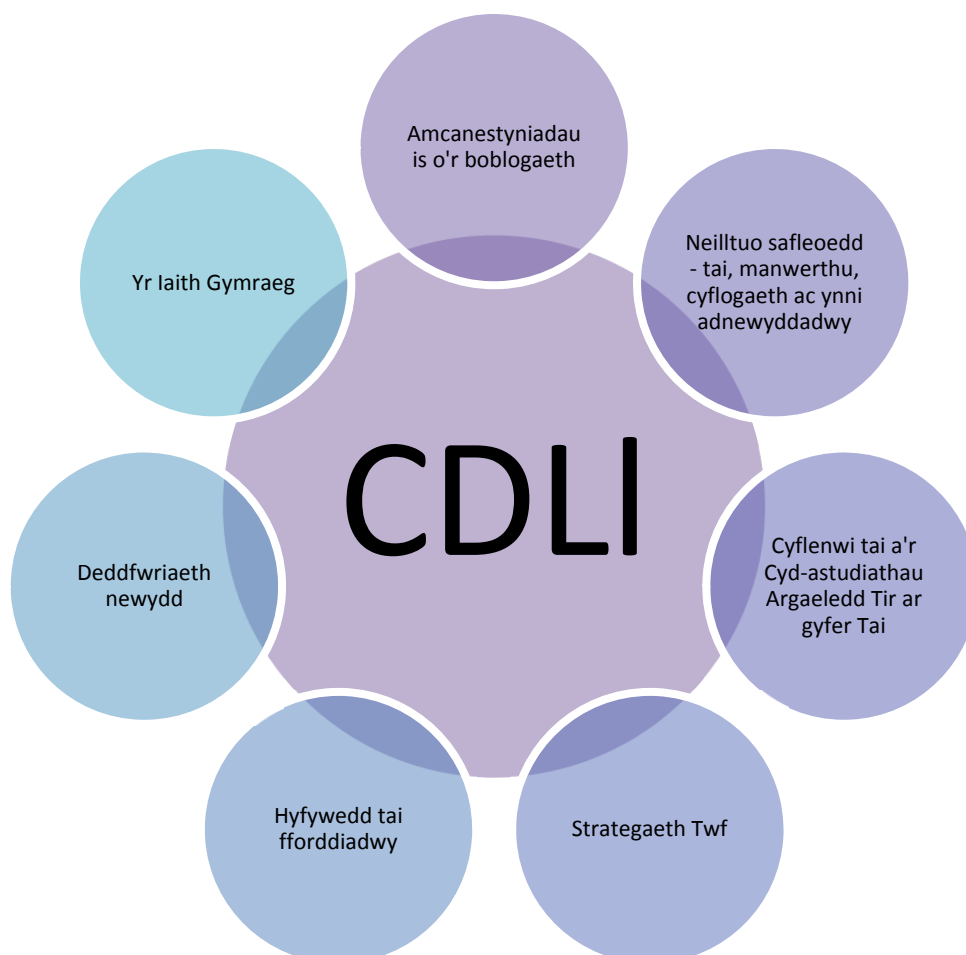 Amcanestyniadau
is o'r boblogaeth
Neilltuo safleoedd
- tai, manwerthu,
cyflogaeth ac ynni
adnewyddadwy
Yr Iaith Gymraeg
CDLl
Cyflenwi tai a'r
Cyd-astudiathau
Argaeledd Tir ar
gyfer Tai
Deddfwriaeth
newydd
Hyfywedd tai
fforddiadwy
Strategaeth Twf